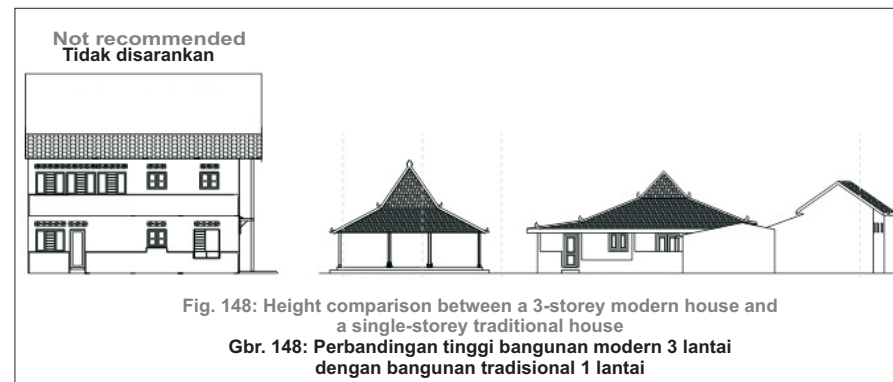 Not recommended
Tidak disarankan
Fig. 148: Height comparison between a 3-storey modern house and
a single-storey traditional house
Gbr. 148: Perbandingan tinggi bangunan modern 3 lantai
dengan bangunan tradisional 1 lantai